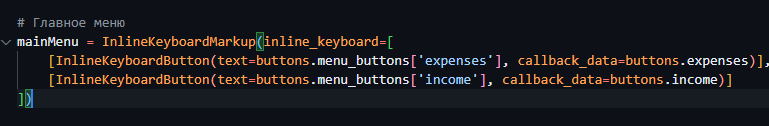 # Главное меню
mainMenu = InlineKeyboardMarkup(inline_keyboard=[
    [InlineKeyboardButton(text=buttons.menu_buttons['expenses'], callback_data=buttons.expenses)],
    [InlineKeyboardButton(text=buttons.menu_buttons['income'], callback_data=buttons.income)]
])